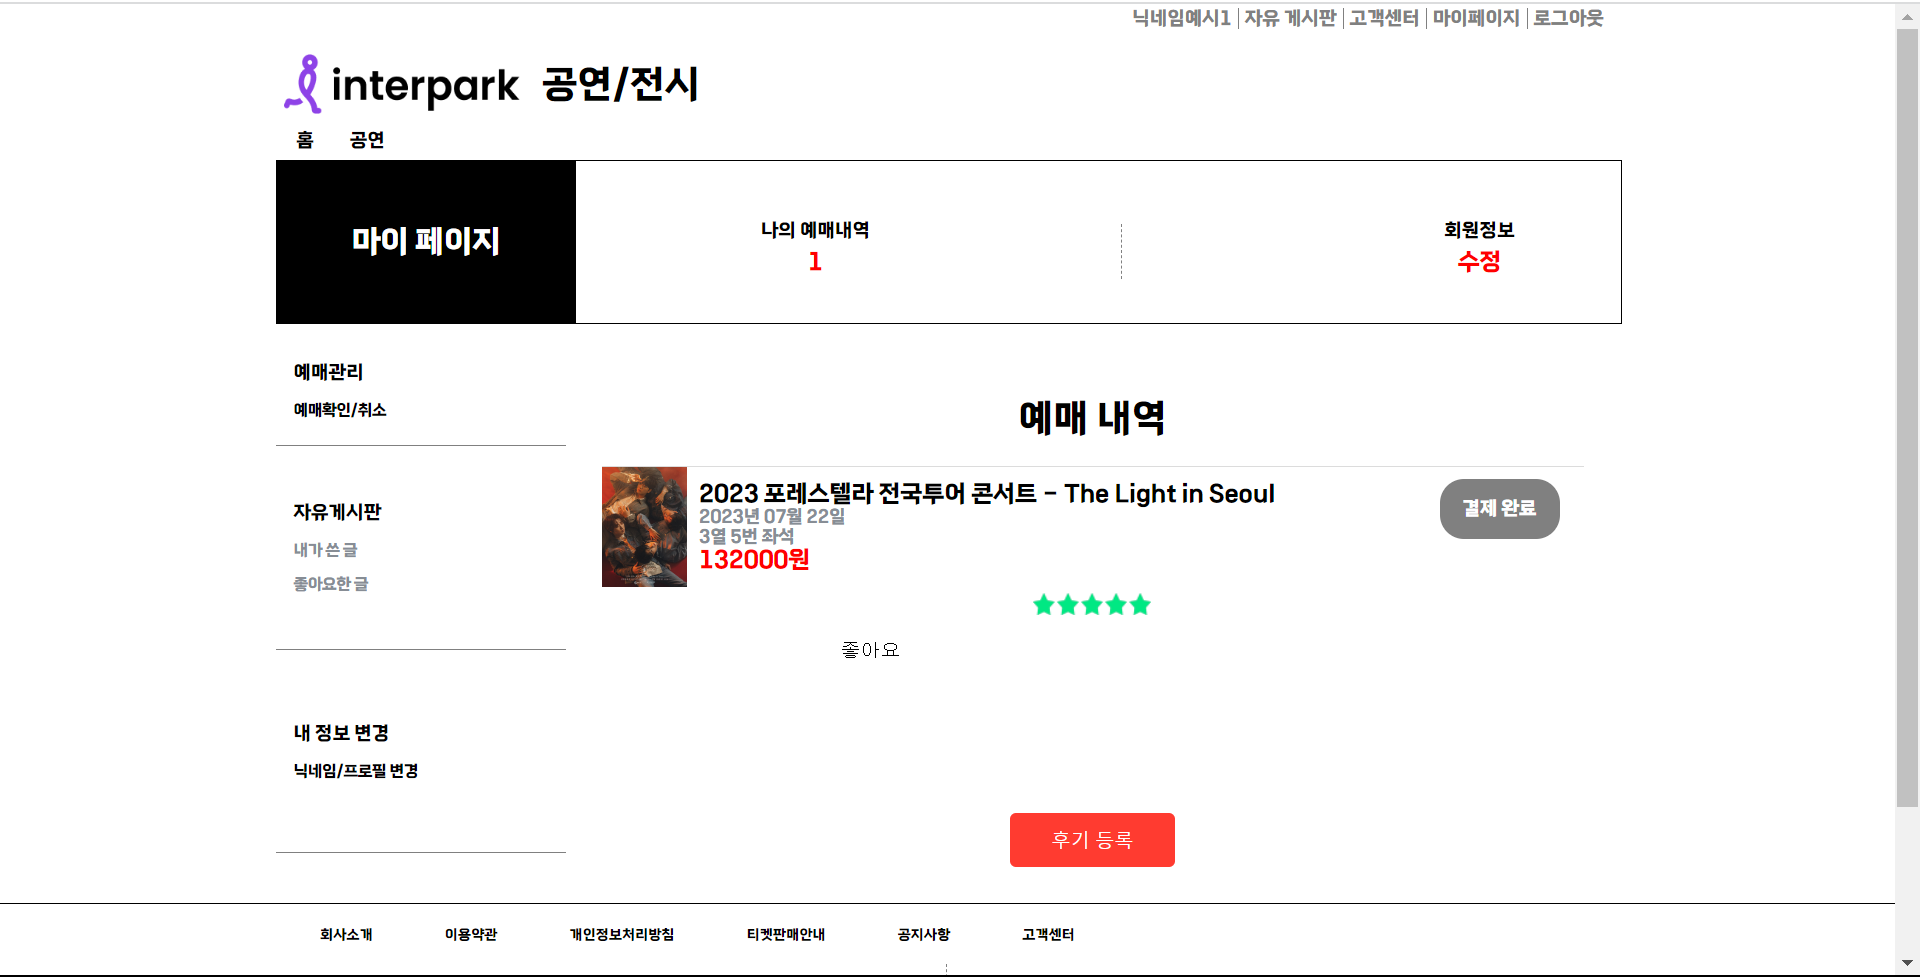 닉네임예시1 | 자유 게시판 | 고객센터 | 마이페이지 | 로그아웃
interpark 공연/전시
홈 공연
마이 페이지
나의 예매내역
1
회원정보
수정
예매관리
예매확인/취소
자유게시판
내가 쓴 글
좋아요한 글
내 정보 변경
닉네임/프로필 변경
예매 내역
2023 포레스텔라 전국투어 콘서트 - The Light in Seoul
2023년 07월 22일
3열 5번 좌석
132000원
결제 완료
좋아요
후기 등록
회사소개 이용약관 개인정보처리방침 티켓판매안내 공지사항 고객센터